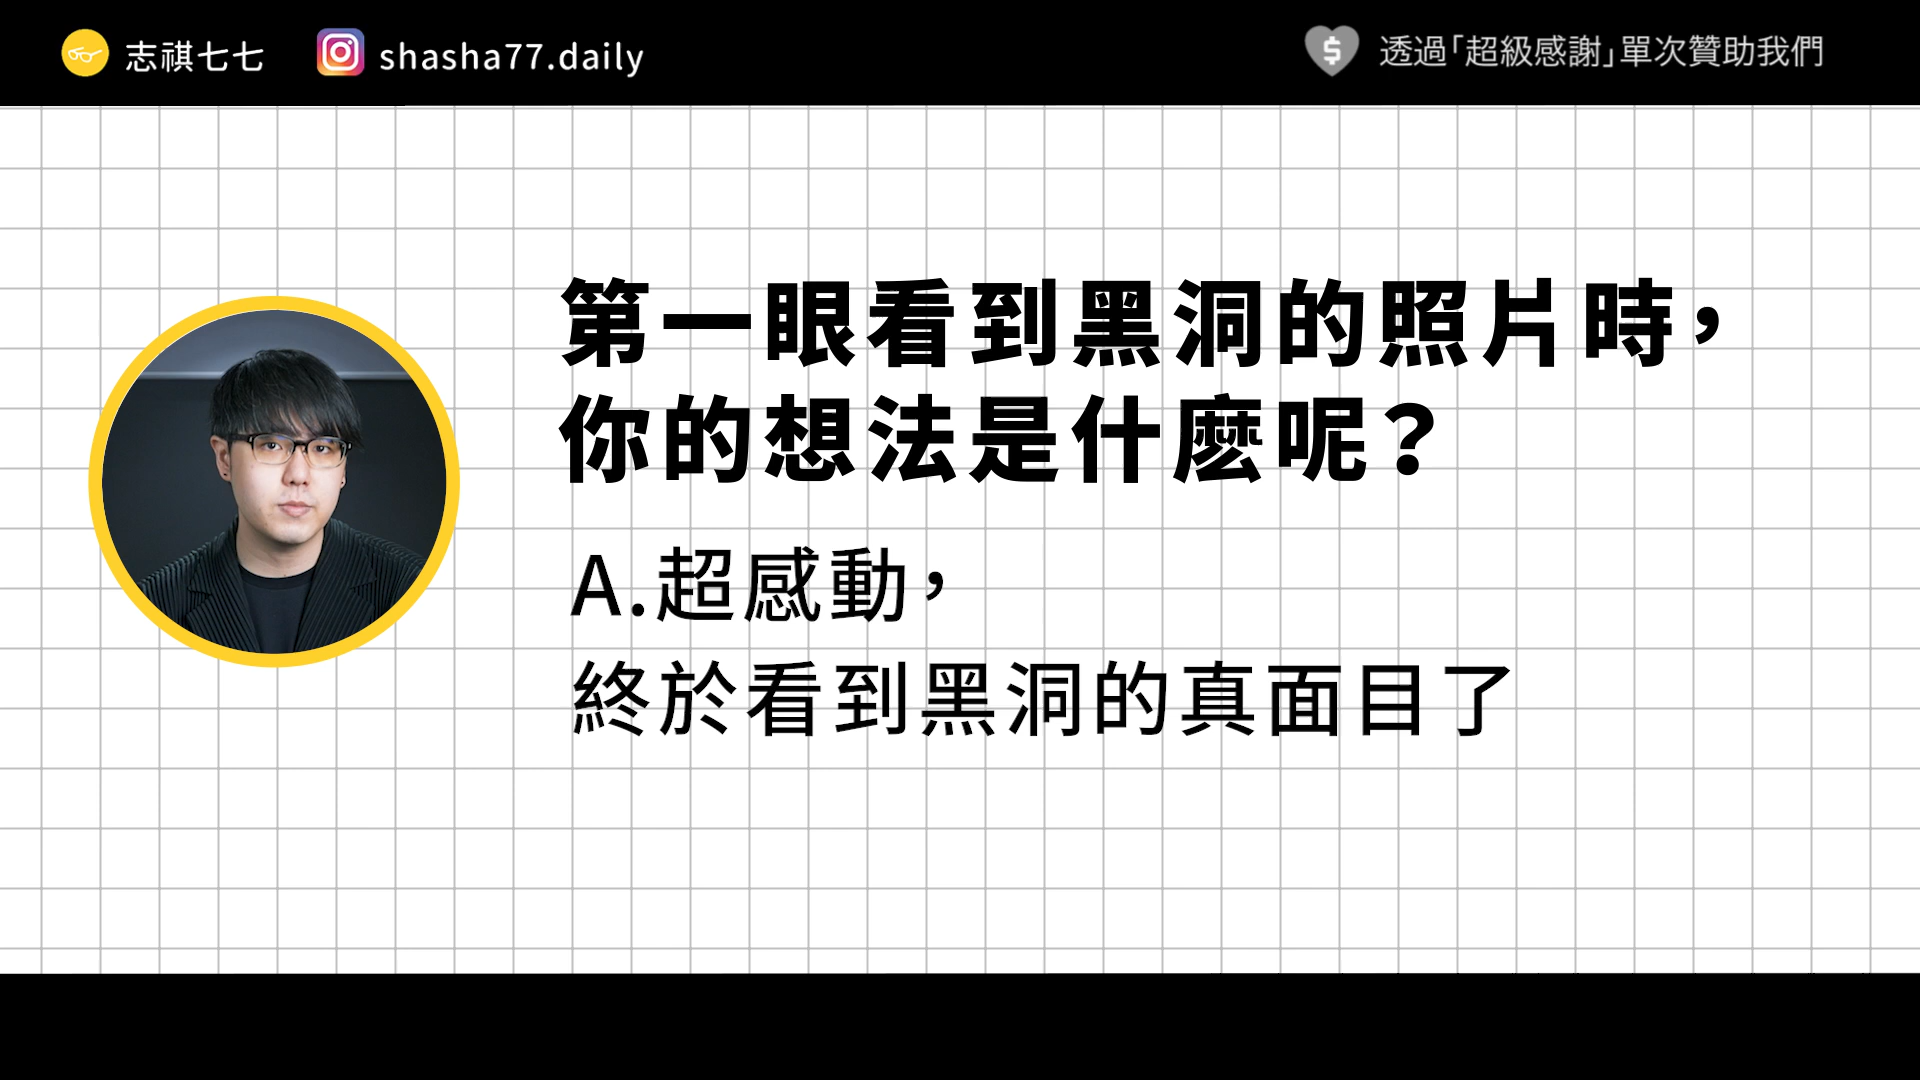 志祺七七
shasha77.daily
透過「超級感謝」單次贊助我們
第一眼看到黑洞的照片時，
你的想法是什麼呢？
A.超感動，
終於看到黑洞的真面目了